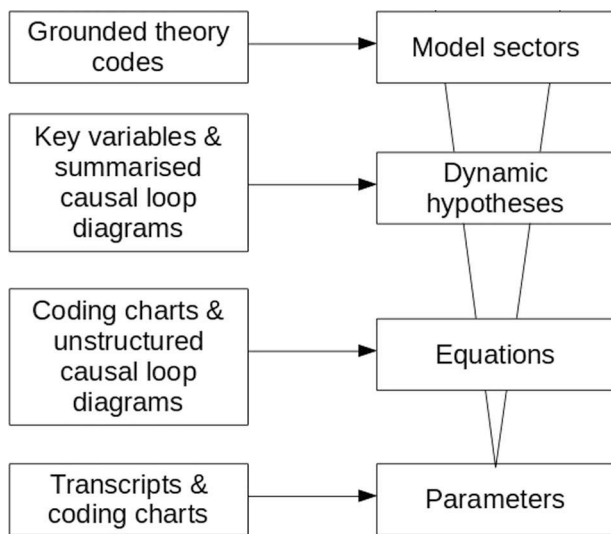 Grounded theory
codes
Model sectors
Key variables &
summarised
causal loop
diagrams
Dynamic
hypotheses
Coding charts &
unstructured
causal loop
diagrams
Equations
Transcripts &
coding charts
Parameters